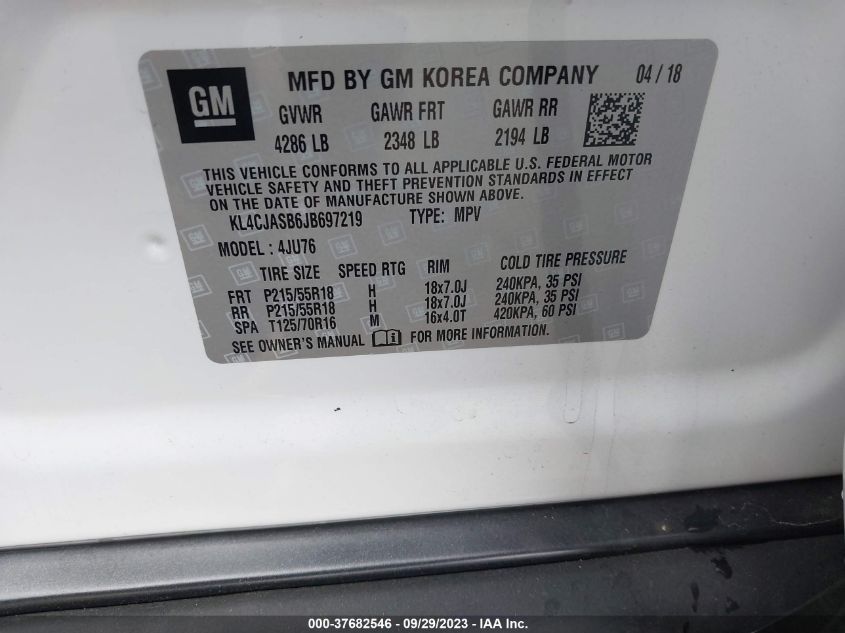 GM
MFD BY GM KOREA COMPANY 04 / 18
GVWR GAWR FRT GAWR RR
4286 LB 2348 LB 2194 LB
THIS VEHICLE CONFORMS TO ALL APPLICABLE U.S. FEDERAL MOTOR
VEHICLE SAFETY AND THEFT PREVENTION STANDARDS IN EFFECT
ON THE DATE OF MANUFACTURE SHOWN ABOVE.
KL4CJASB6JB697219 TYPE: MPV
MODEL : 4JU76
TIRE SIZE SPEED RTG RIM COLD TIRE PRESSURE
FRT P215/55R18 H 18x7.0J 240KPA, 35 PSI
RR P215/55R18 H 18x7.0J 240KPA, 35 PSI
SPA T125/70R16 M 16x4.0T 420KPA, 60 PSI
SEE OWNER'S MANUAL i FOR MORE INFORMATION.
000-37682546 - 09/29/2023 - IAAI.com